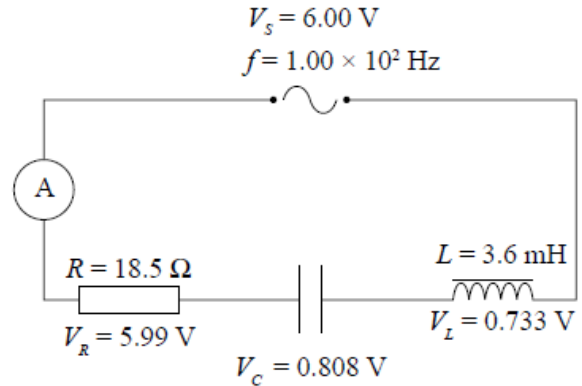 V_s = 6.00 V
f = 1.00 × 10² Hz
A
R = 18.5 Ω
V_R = 5.99 V
V_C = 0.808 V
L = 3.6 mH
V_L = 0.733 V